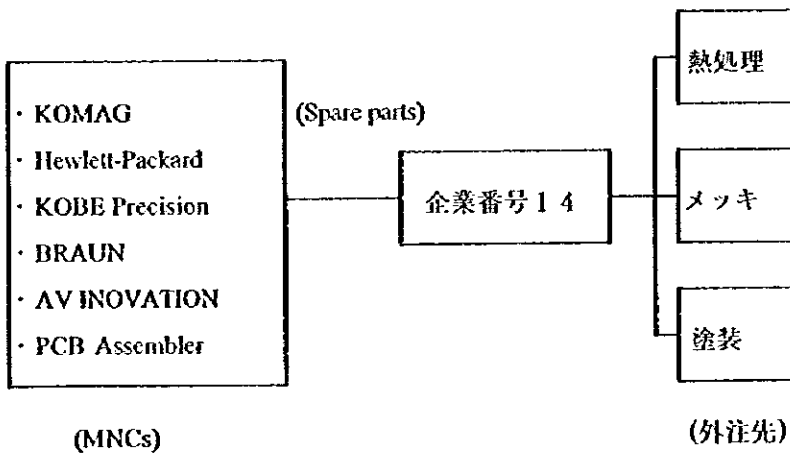 ・ KOMAG
・ Hewlett-Packard
・ KOBE Precision
・ BRAUN
・ AV INOVATION
・ PCB Assembler
(MNCs)
(Spare parts)
企業番号１４
熱処理
メッキ
塗装
(外注先)